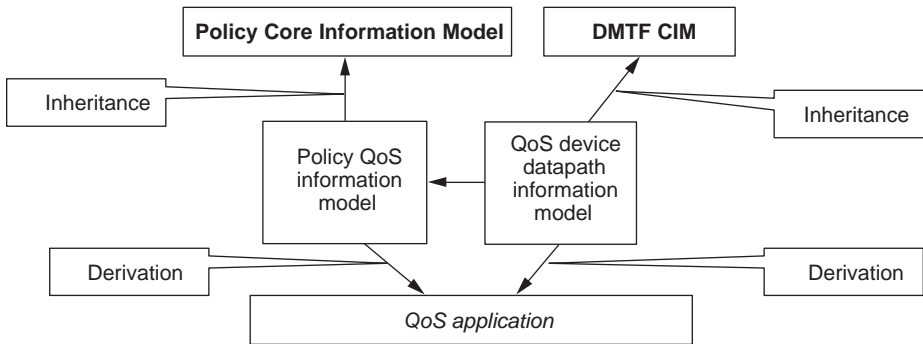 Policy Core Information Model
DMTF CIM
Inheritance
Inheritance
Policy QoS
information
model
QoS device
datapath
information
model
Derivation
Derivation
QoS application